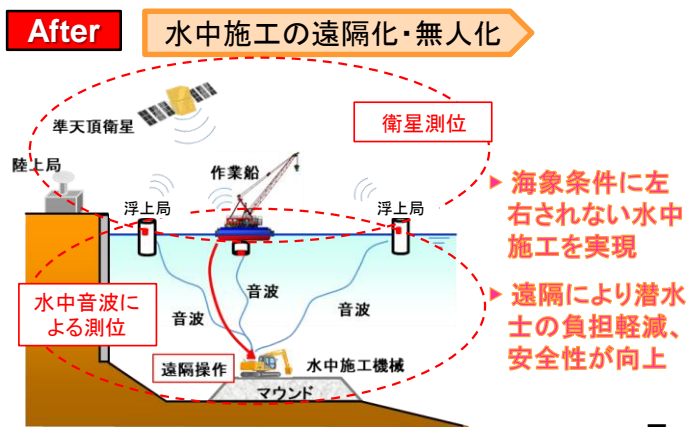 After
水中施工の遠隔化・無人化
準天頂衛星
衛星測位
陸上局
作業船
浮上局
浮上局
▶ 海象条件に左
右されない水中
施工を実現
水中音波に
よる測位
音波
音波
音波
▶ 遠隔により潜水
士の負担軽減、
安全性が向上
遠隔操作
水中施工機械
マウンド